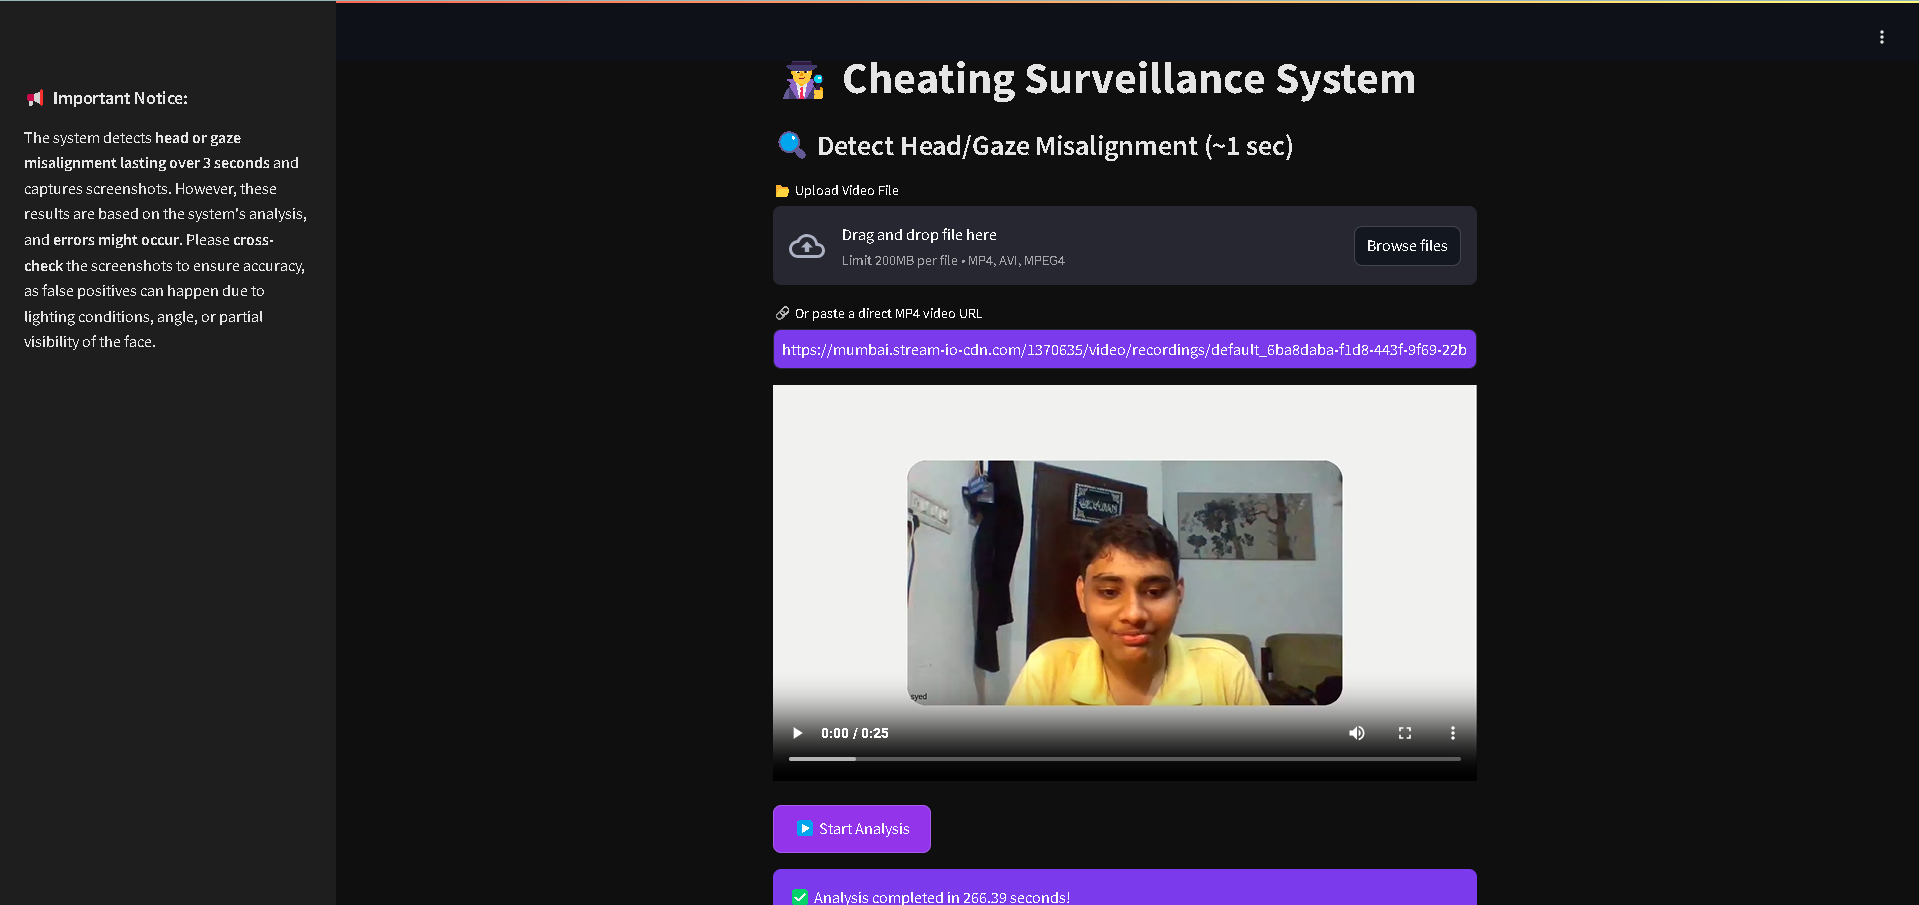 Important Notice:
The system detects head or gaze
misalignment lasting over 3 seconds and
captures screenshots. However, these
results are based on the system's analysis,
and errors might occur. Please cross-
check the screenshots to ensure accuracy,
as false positives can happen due to
lighting conditions, angle, or partial
visibility of the face.
Cheating Surveillance System
Detect Head/Gaze Misalignment (~1 sec)
Upload Video File
Drag and drop file here
Limit 200MB per file • MP4, AVI, MPEG4
Browse files
Or paste a direct MP4 video URL
https://mumbai.stream-io-cdn.com/1370635/video/recordings/default_6ba8daba-f1d8-443f-9f69-22b
syed
0:00 / 0:25
Start Analysis
Analysis completed in 266.39 seconds!